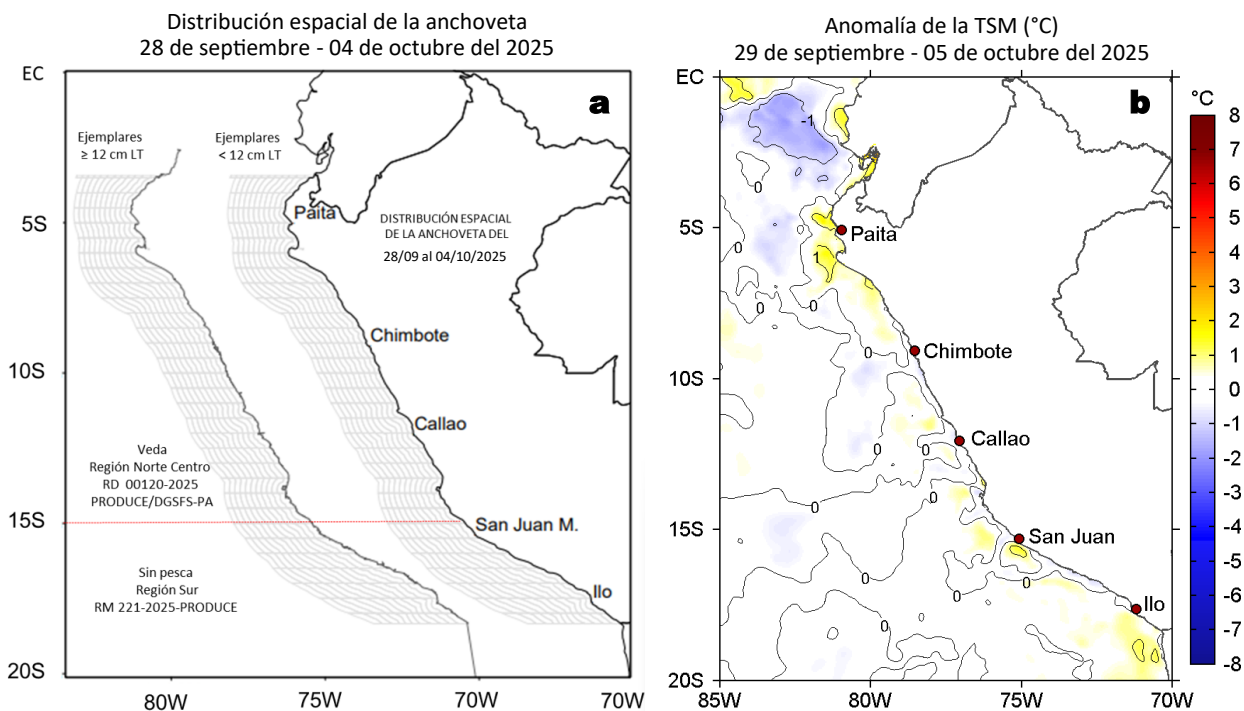 Distribución espacial de la anchoveta
28 de septiembre - 04 de octubre del 2025
EC
a
Ejemplares
≥ 12 cm LT
Ejemplares
< 12 cm LT
Paita
DISTRIBUCIÓN ESPACIAL
DE LA ANCHOVETA DEL
28/09 al 04/10/2025
5S
Chimbote
10S
Callao
Veda
Región Norte Centro
RD 00120-2025
PRODUCE/DGSFS-PA
15S
San Juan M.
Sin pesca
Región Sur
RM 221-2025-PRODUCE
Ilo
20S
80W
75W
70W
70W
Anomalía de la TSM (°C)
29 de septiembre - 05 de octubre del 2025
EC
b
°C
-1
0
5S
Paita
0
0
1
0
0
0
Chimbote
10S
Callao
0
0
0
0
15S
San Juan
0
0
0
Ilo
0
20S
85W
80W
75W
70W
8
7
6
5
4
3
2
1
0
-1
-2
-3
-4
-5
-6
-7
-8